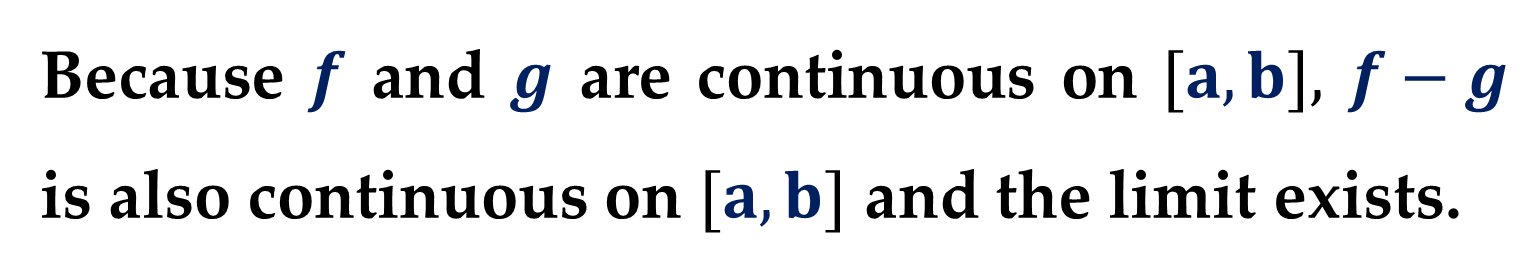 Because f and g are continuous on [a, b], f − g
is also continuous on [a, b] and the limit exists.